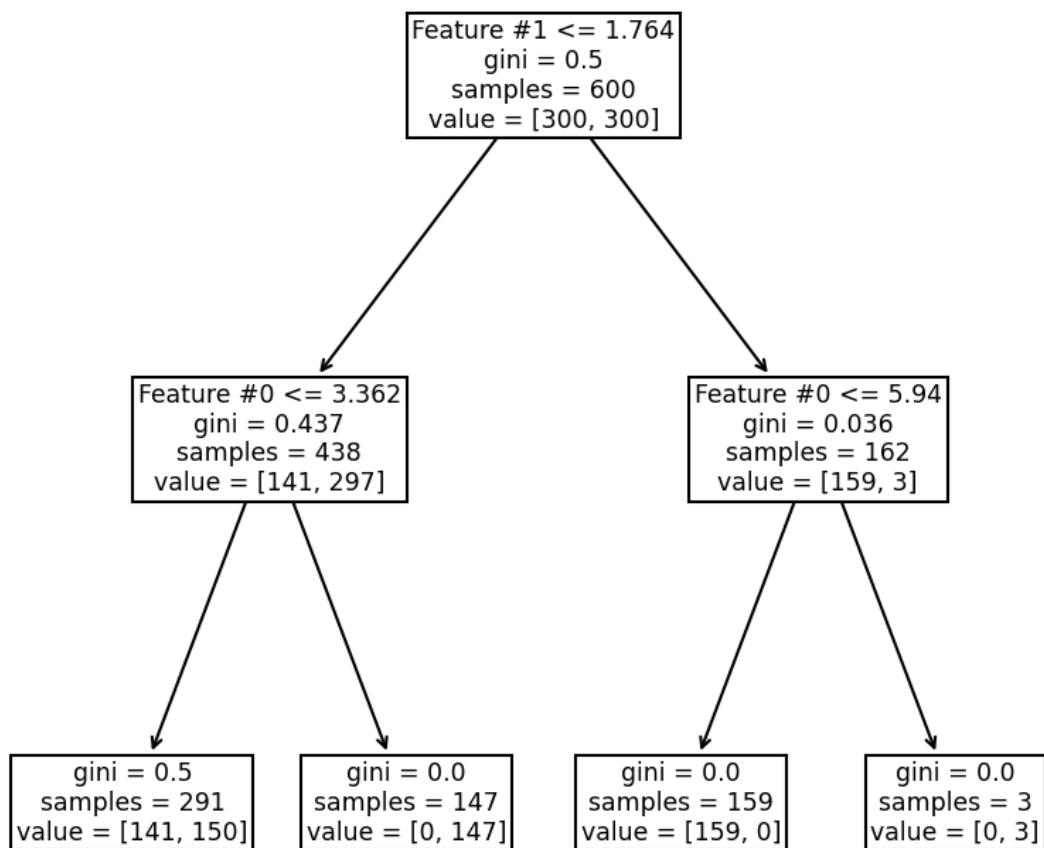 Feature #1 <= 1.764
gini = 0.5
samples = 600
value = [300, 300]
Feature #0 <= 3.362
gini = 0.437
samples = 438
value = [141, 297]
Feature #0 <= 5.94
gini = 0.036
samples = 162
value = [159, 3]
gini = 0.5
samples = 291
value = [141, 150]
gini = 0.0
samples = 147
value = [0, 147]
gini = 0.0
samples = 159
value = [159, 0]
gini = 0.0
samples = 3
value = [0, 3]